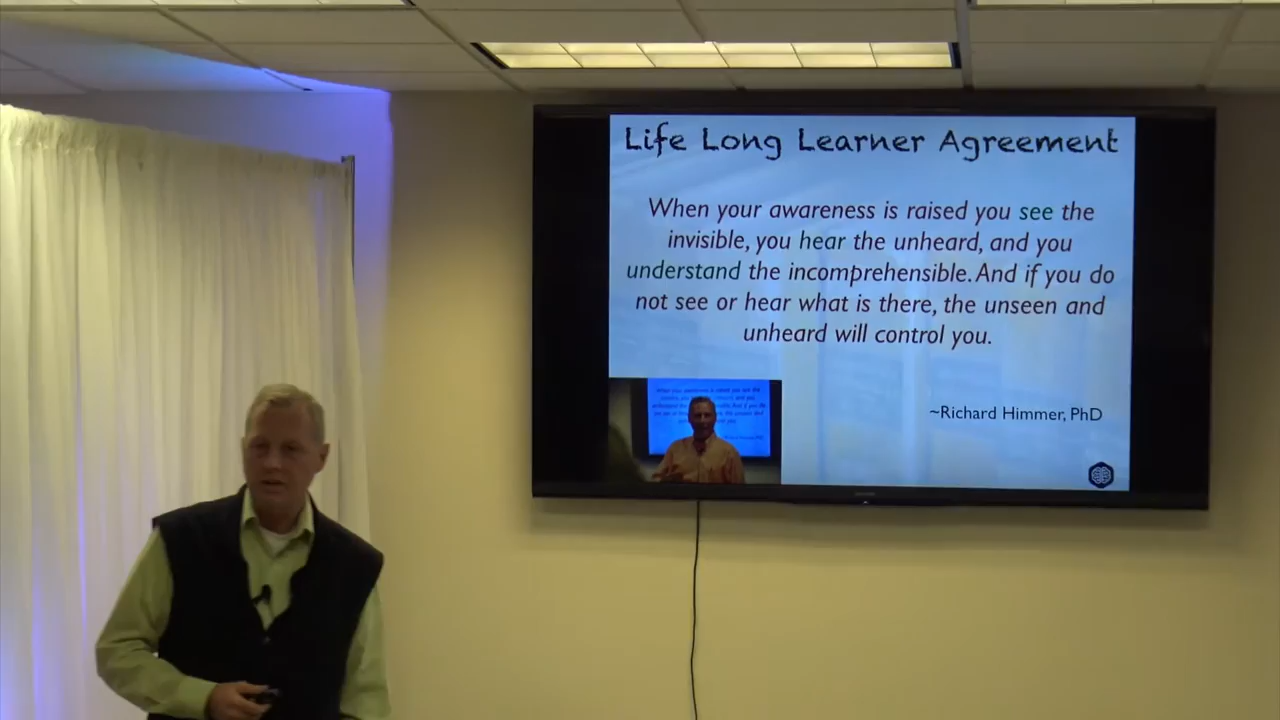 Life Long Learner Agreement
When your awareness is raised you see the
invisible, you hear the unheard, and you
understand the incomprehensible. And if you do
not see or hear what is there, the unseen and
unheard will control you.
~Richard Himmer, PhD